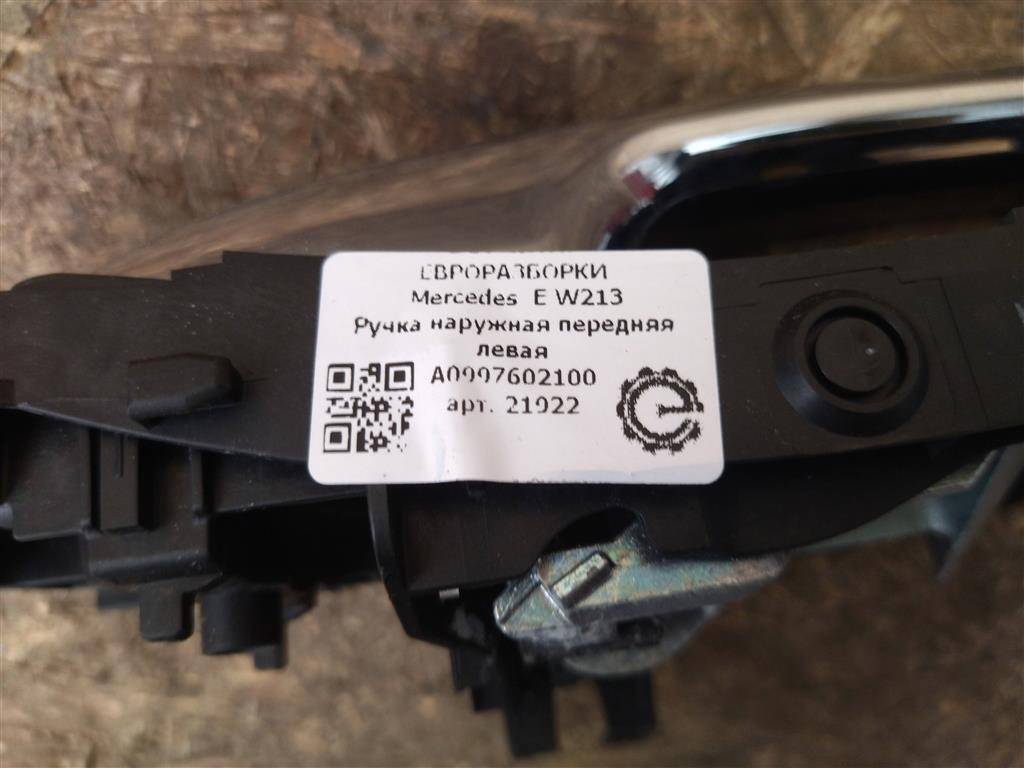 ЕВРОРАЗБОРКИ
Mercedes E W213
Ручка наружная передняя
левая
A0997602100
арт. 21922